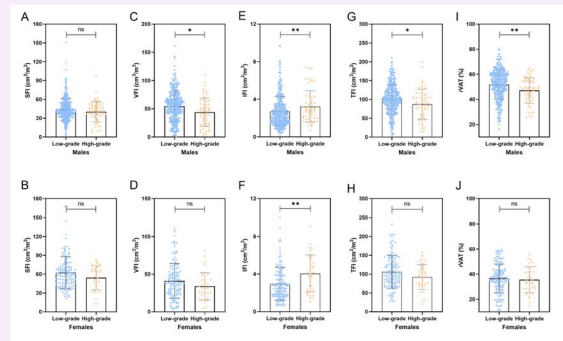 A
ns
SFI (cm²/m²)
180
150
120
90
60
30
0
Low-grade High-grade
Males
C
*
VFI (cm²/m²)
200
150
100
50
0
Low-grade High-grade
Males
E
**
IFI (cm²/m²)
12
8
4
0
Low-grade High-grade
Males
G
*
TFI (cm²/m²)
300
250
200
150
100
50
0
Low-grade High-grade
Males
I
**
rVAT (%)
100
80
60
40
20
0
Low-grade High-grade
Males
B
ns
SFI (cm²/m²)
180
150
120
90
60
30
0
Low-grade High-grade
Females
D
ns
VFI (cm²/m²)
150
100
50
0
Low-grade High-grade
Females
F
**
IFI (cm²/m²)
12
8
4
0
Low-grade High-grade
Females
H
ns
TFI (cm²/m²)
300
250
200
150
100
50
0
Low-grade High-grade
Females
J
ns
rVAT (%)
100
80
60
40
20
0
Low-grade High-grade
Females